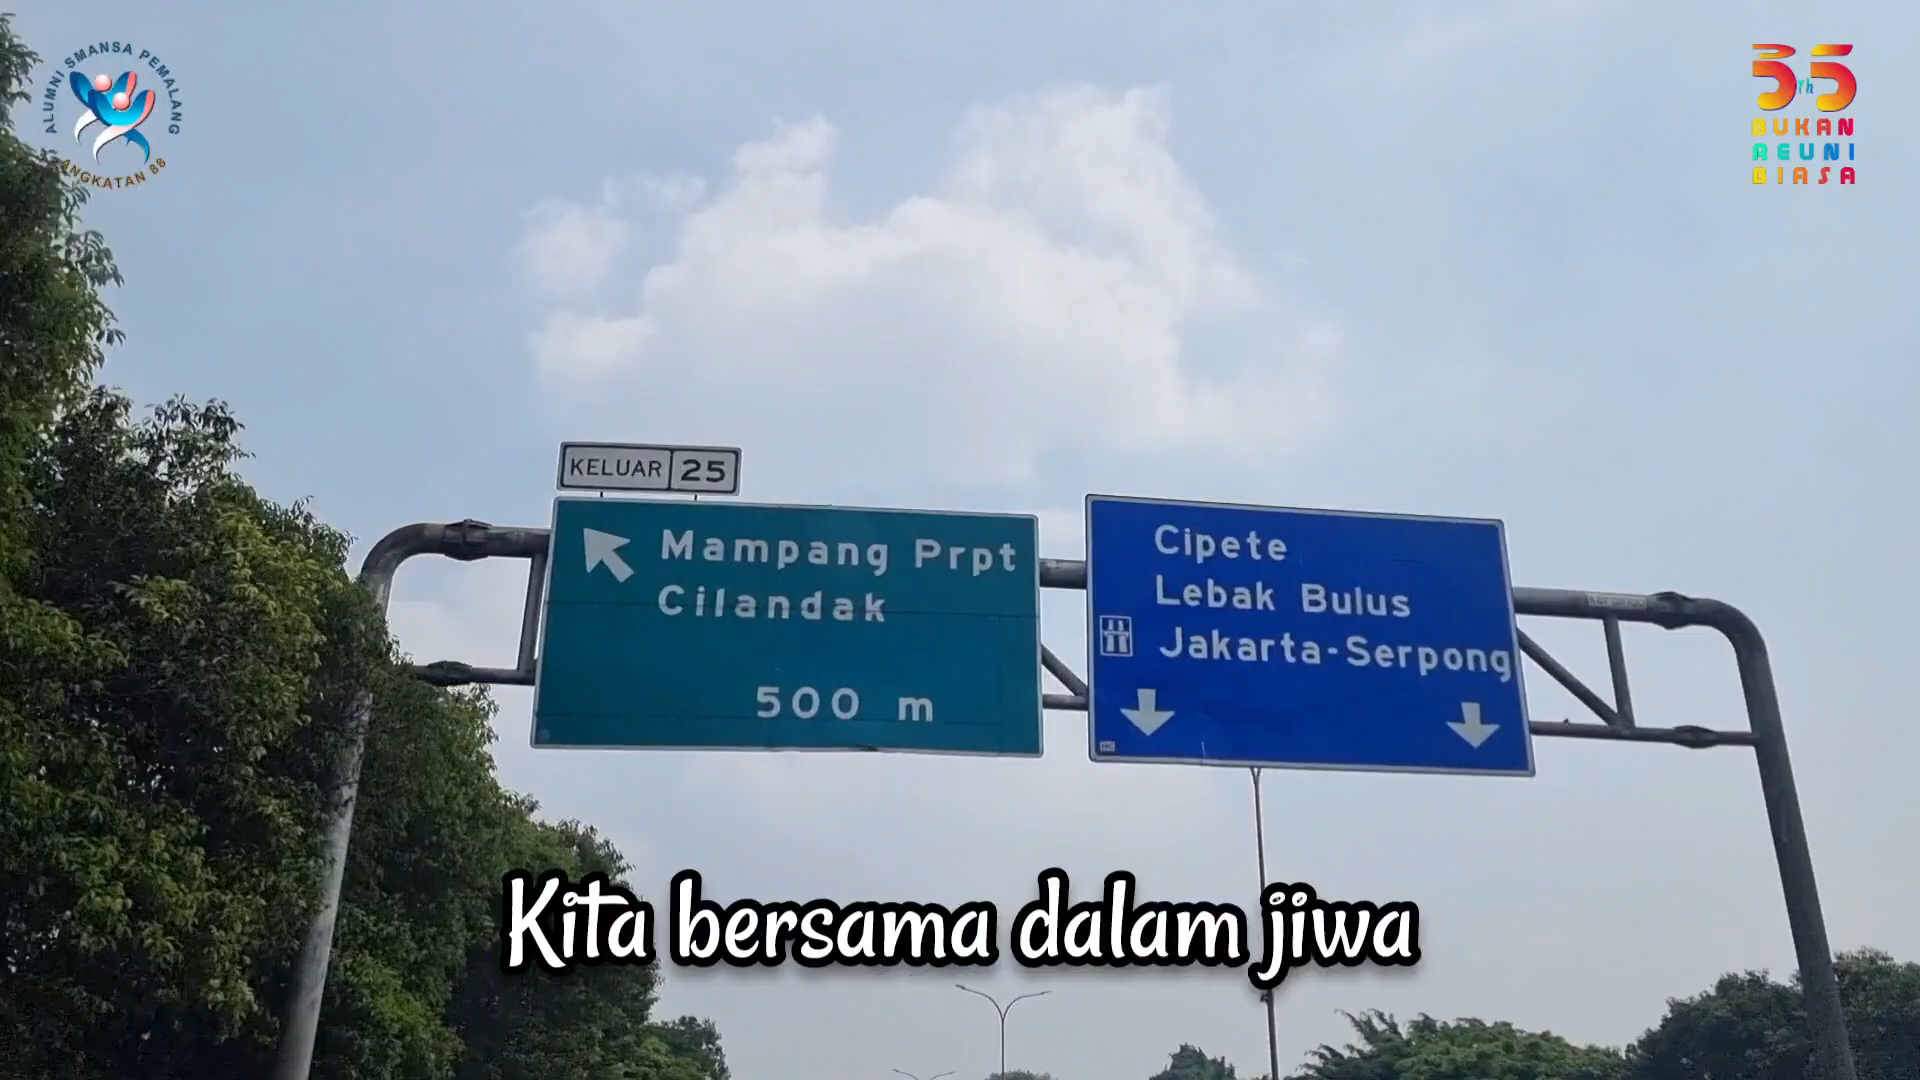 ALUMNI SMANSA PEMALANG
ANGKATAN 88
35
Th
BUKAN
REUNI
BIASA
KELUAR 25
Mampang Prpt
Cilandak
500 m
Cipete
Lebak Bulus
Jakarta-Serpong
Kita bersama dalam jiwa